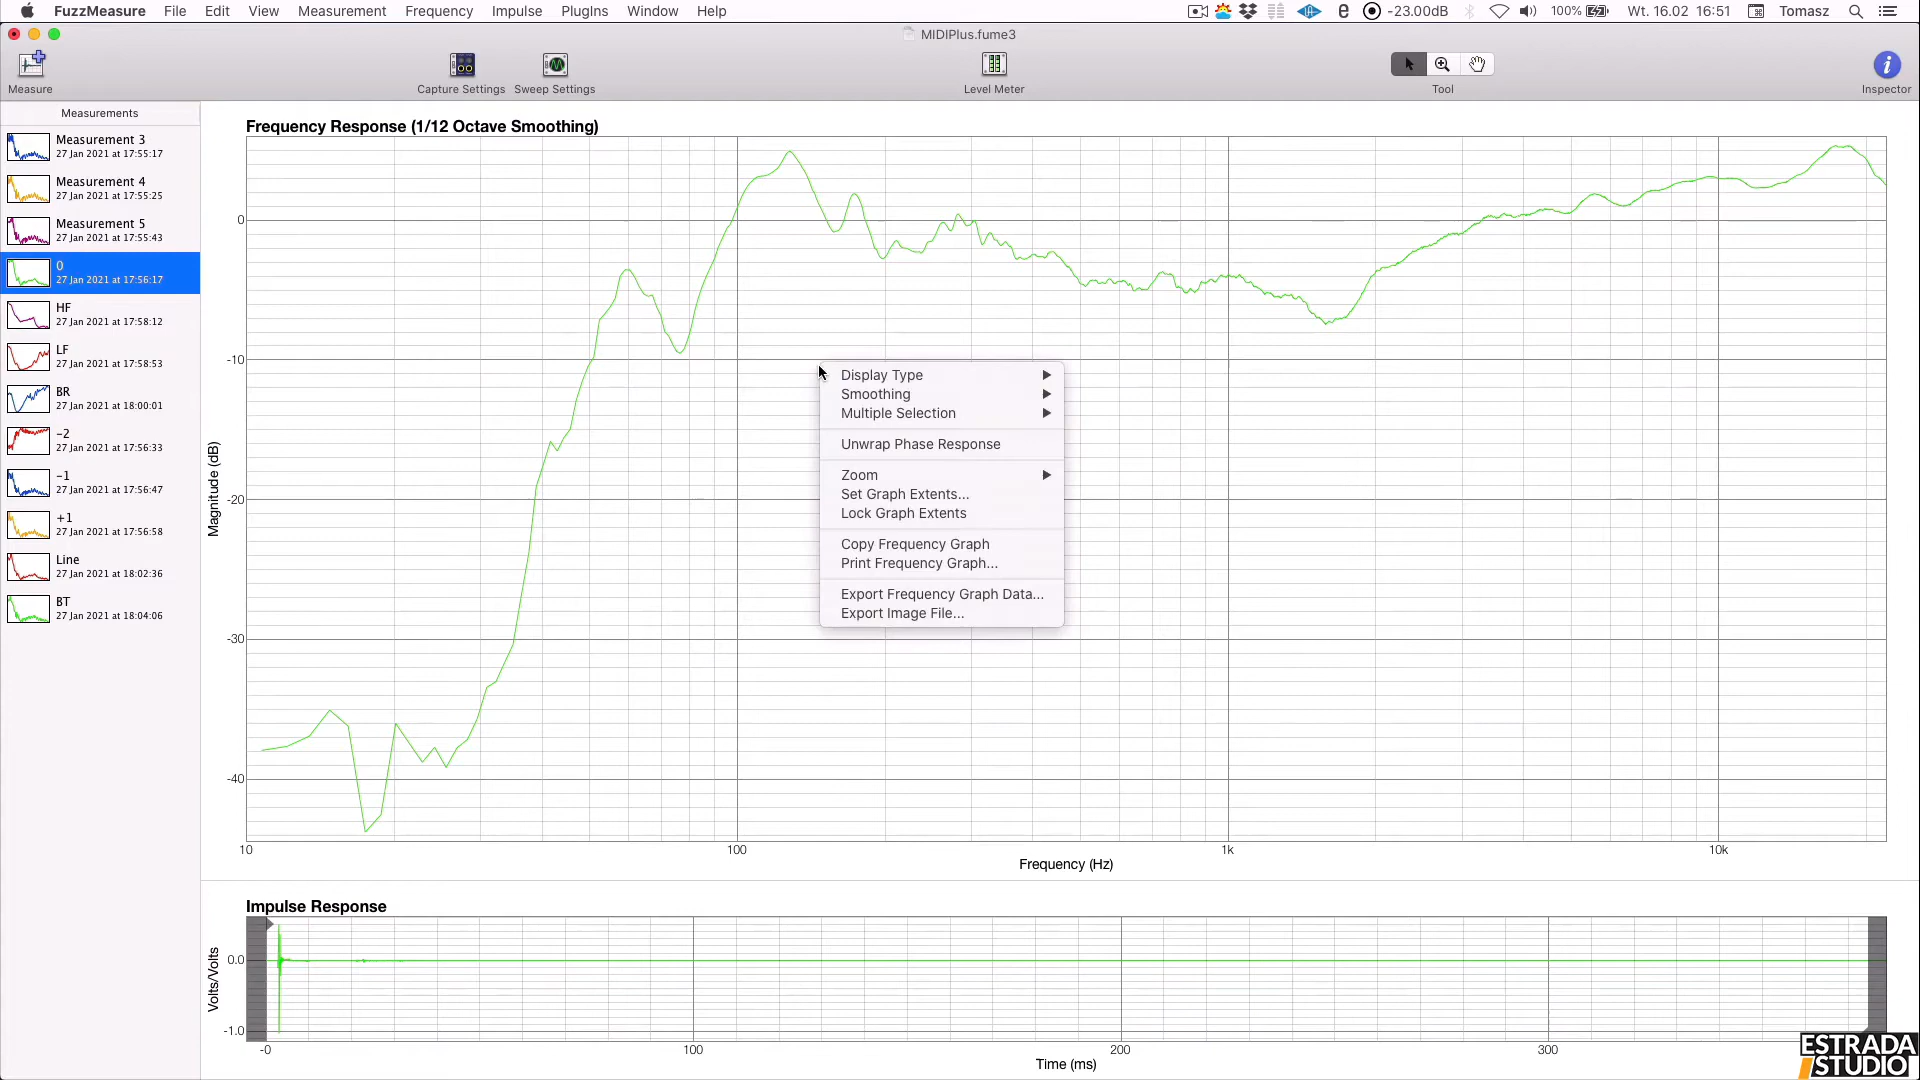 FuzzMeasure File Edit View Measurement Frequency Impulse PlugIns Window Help
-23.00dB 100% Wt. 16.02 16:51 Tomasz
MIDIPlus.fume3
Measure Capture Settings Sweep Settings Level Meter Tool Inspector
Measurements
Measurement 3
27 Jan 2021 at 17:55:17
Measurement 4
27 Jan 2021 at 17:55:25
Measurement 5
27 Jan 2021 at 17:55:43
0
27 Jan 2021 at 17:56:17
HF
27 Jan 2021 at 17:58:12
LF
27 Jan 2021 at 17:58:53
BR
27 Jan 2021 at 18:00:01
-2
27 Jan 2021 at 17:56:33
-1
27 Jan 2021 at 17:56:47
+1
27 Jan 2021 at 17:56:58
Line
27 Jan 2021 at 18:02:36
BT
27 Jan 2021 at 18:04:06
Frequency Response (1/12 Octave Smoothing)
Magnitude (dB)
0
-10
-20
-30
-40
10 100 1k 10k
Frequency (Hz)
Display Type
Smoothing
Multiple Selection
Unwrap Phase Response
Zoom
Set Graph Extents...
Lock Graph Extents
Copy Frequency Graph
Print Frequency Graph...
Export Frequency Graph Data...
Export Image File...
Impulse Response
Volts/Volts
0.0
-1.0
-0 100 200 300
Time (ms)
ESTRADA
STUDIO